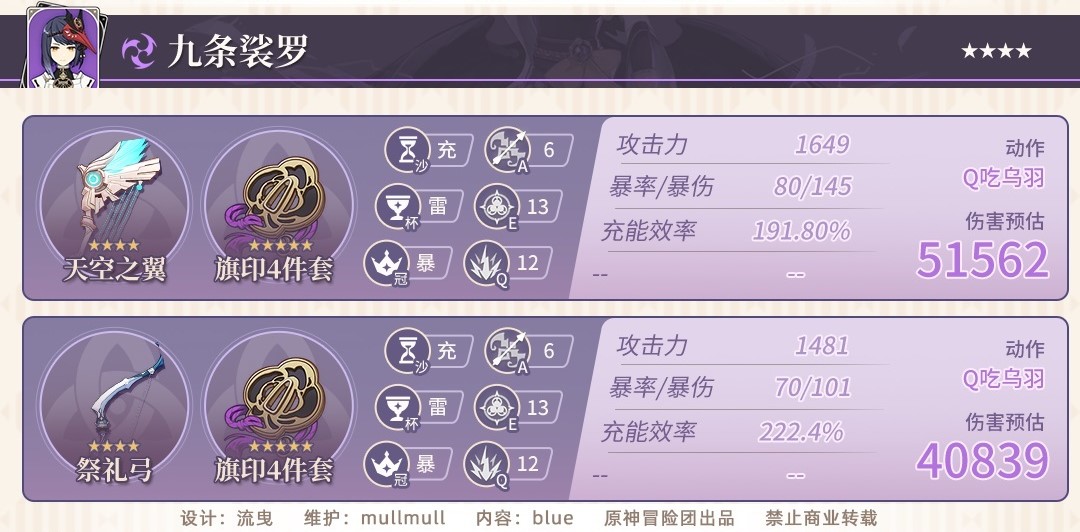 九条裟罗
★★★★
沙 充 A 6
杯 雷 E 13
冠 暴 Q 12
★★★★
天空之翼
★★★★★
旗印4件套
攻击力 1649
暴率/暴伤 80/145
充能效率 191.80%
-- --
动作
Q吃乌羽
伤害预估
51562
沙 充 A 6
杯 雷 E 13
冠 暴 Q 12
★★★★
祭礼弓
★★★★★
旗印4件套
攻击力 1481
暴率/暴伤 70/101
充能效率 222.4%
-- --
动作
Q吃乌羽
伤害预估
40839
设计：流曳 维护：mullmull 内容：blue 原神冒险团出品 禁止商业转载